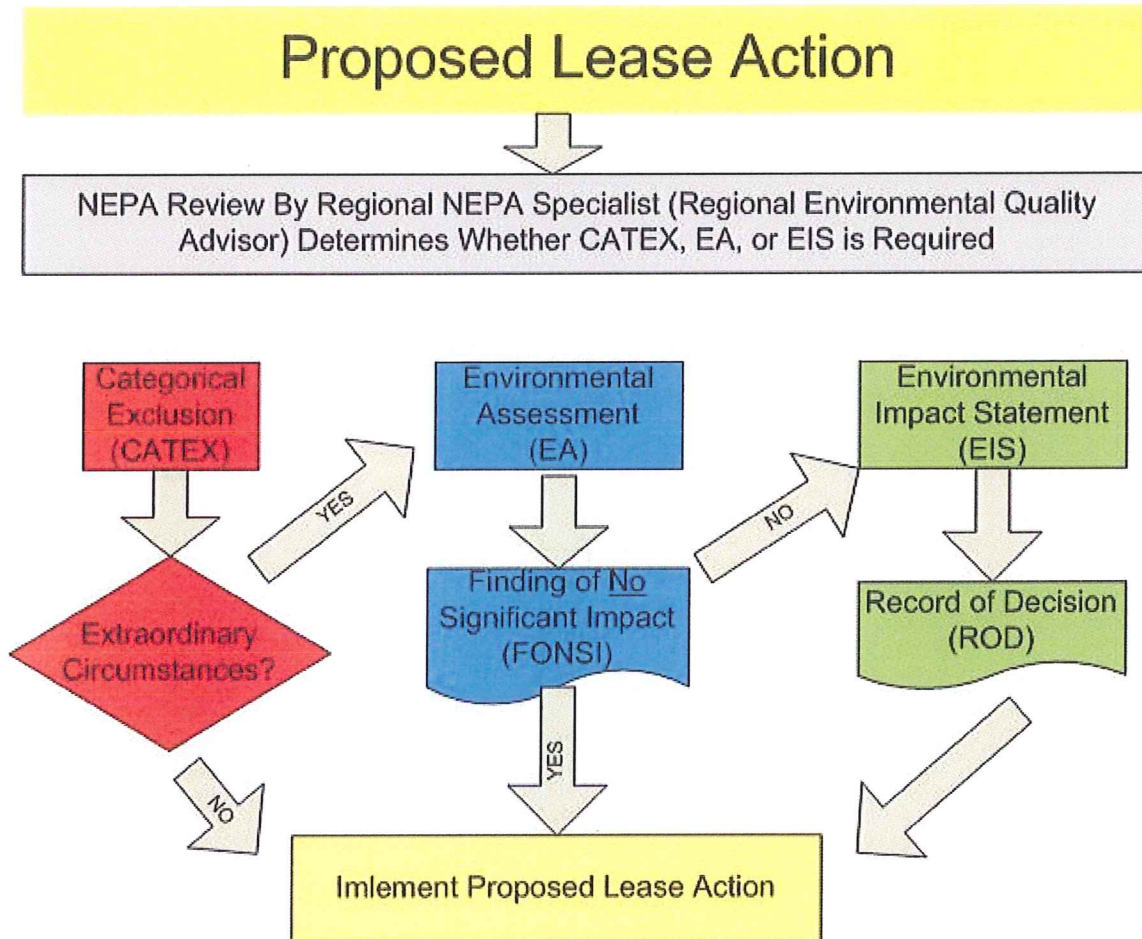 Proposed Lease Action
NEPA Review By Regional NEPA Specialist (Regional Environmental Quality
Advisor) Determines Whether CATEX, EA, or EIS is Required
Categorical
Exclusion
(CATEX)
Environmental
Assessment
(EA)
Environmental
Impact Statement
(EIS)
YES
NO
Extraordinary
Circumstances?
Finding of No
Significant Impact
(FONSI)
Record of Decision
(ROD)
NO
YES
Imlement Proposed Lease Action